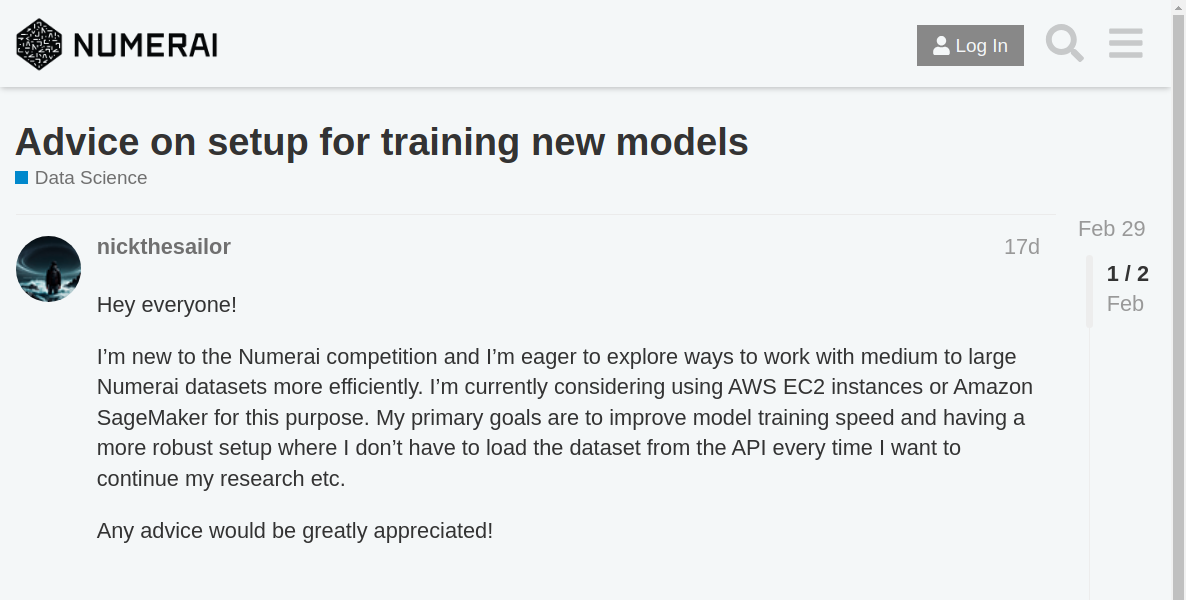 NUMERAI
Log In
Advice on setup for training new models
Data Science
Feb 29
nickthesailor
17d
1 / 2
Feb
Hey everyone!
I’m new to the Numerai competition and I’m eager to explore ways to work with medium to large
Numerai datasets more efficiently. I’m currently considering using AWS EC2 instances or Amazon
SageMaker for this purpose. My primary goals are to improve model training speed and having a
more robust setup where I don’t have to load the dataset from the API every time I want to
continue my research etc.
Any advice would be greatly appreciated!